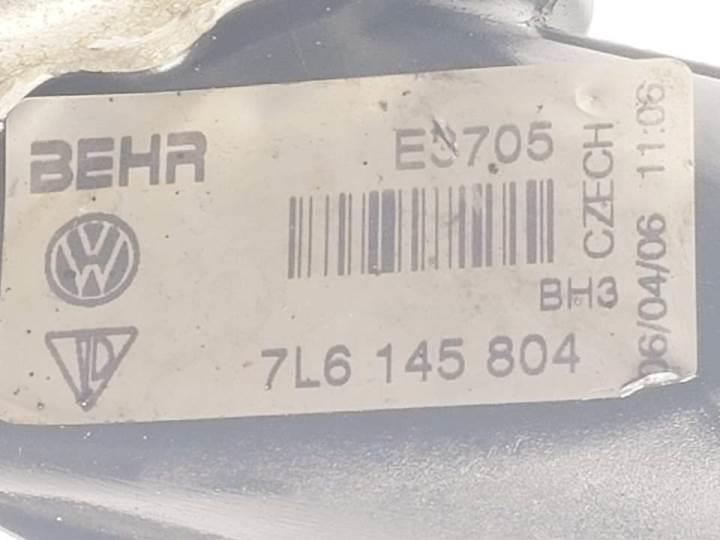 BEHR
E3705
BH3
7L6 145 804
CZECH
06/04/06 11:06